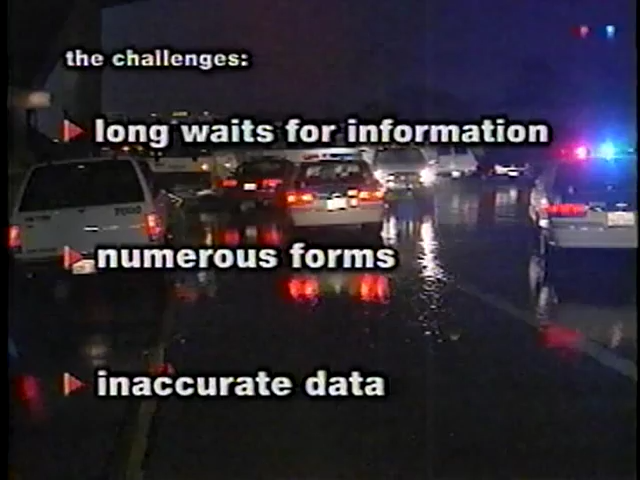 the challenges:
long waits for information
numerous forms
inaccurate data